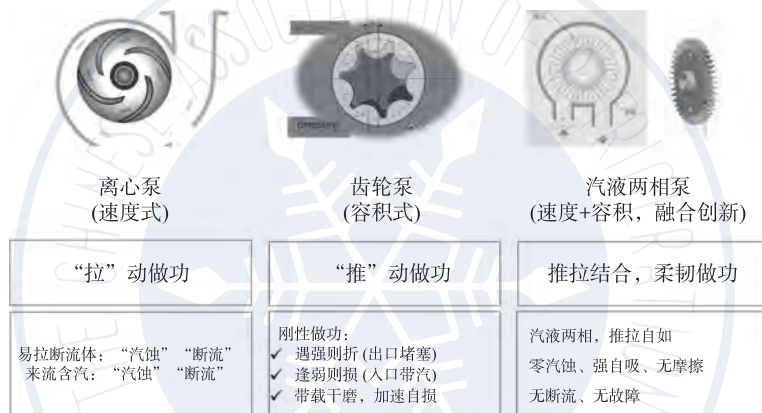 离心泵
(速度式)
齿轮泵
(容积式)
汽液两相泵
(速度+容积，融合创新)
“拉”动做功
“推”动做功
推拉结合，柔韧做功
易拉断流体：“汽蚀”“断流”
来流含汽：“汽蚀”“断流”
刚性做功：
✓ 遇强则折 (出口堵塞)
✓ 逢弱则损 (入口带汽)
✓ 带载干磨，加速自损
汽液两相，推拉自如
零汽蚀、强自吸、无摩擦
无断流、无故障